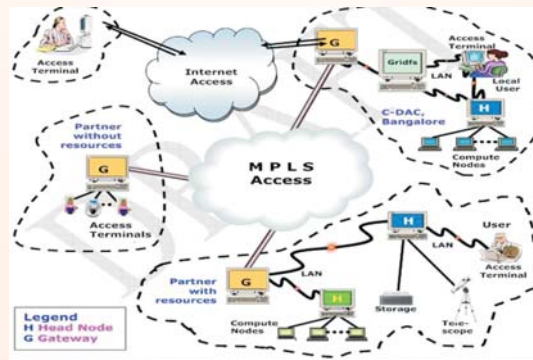 Access
Terminal
Internet
Access
G
Gridfs
Access
Terminal
LAN
Local
User
H
C-DAC,
Bangalore
Compute
Nodes
Partner
without
resources
G
Access
Terminals
M P L S
Access
H
User
LAN
Access
Terminal
Partner
with
resources
G
LAN
H
Compute
Nodes
Storage
Tele-
scope
Legend
H Head Node
G Gateway